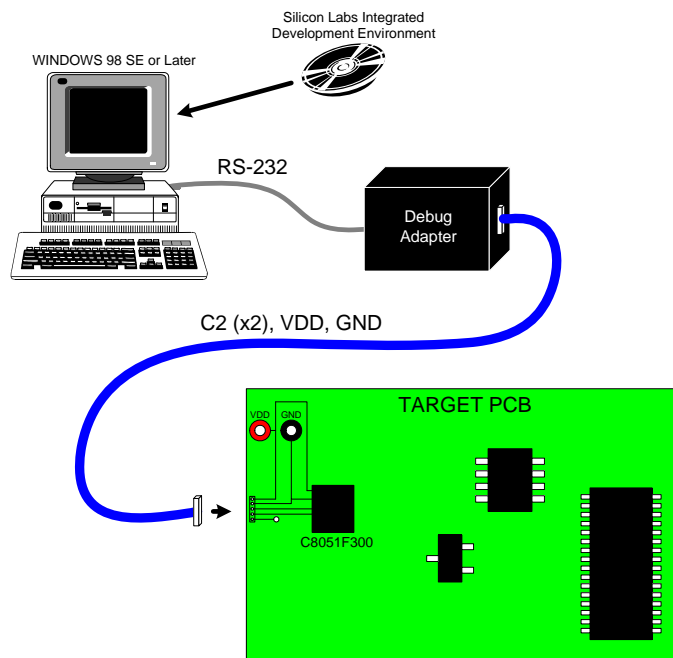 Silicon Labs Integrated
Development Environment
WINDOWS 98 SE or Later
RS-232
Debug
Adapter
C2 (x2), VDD, GND
TARGET PCB
VDD
GND
C8051F300